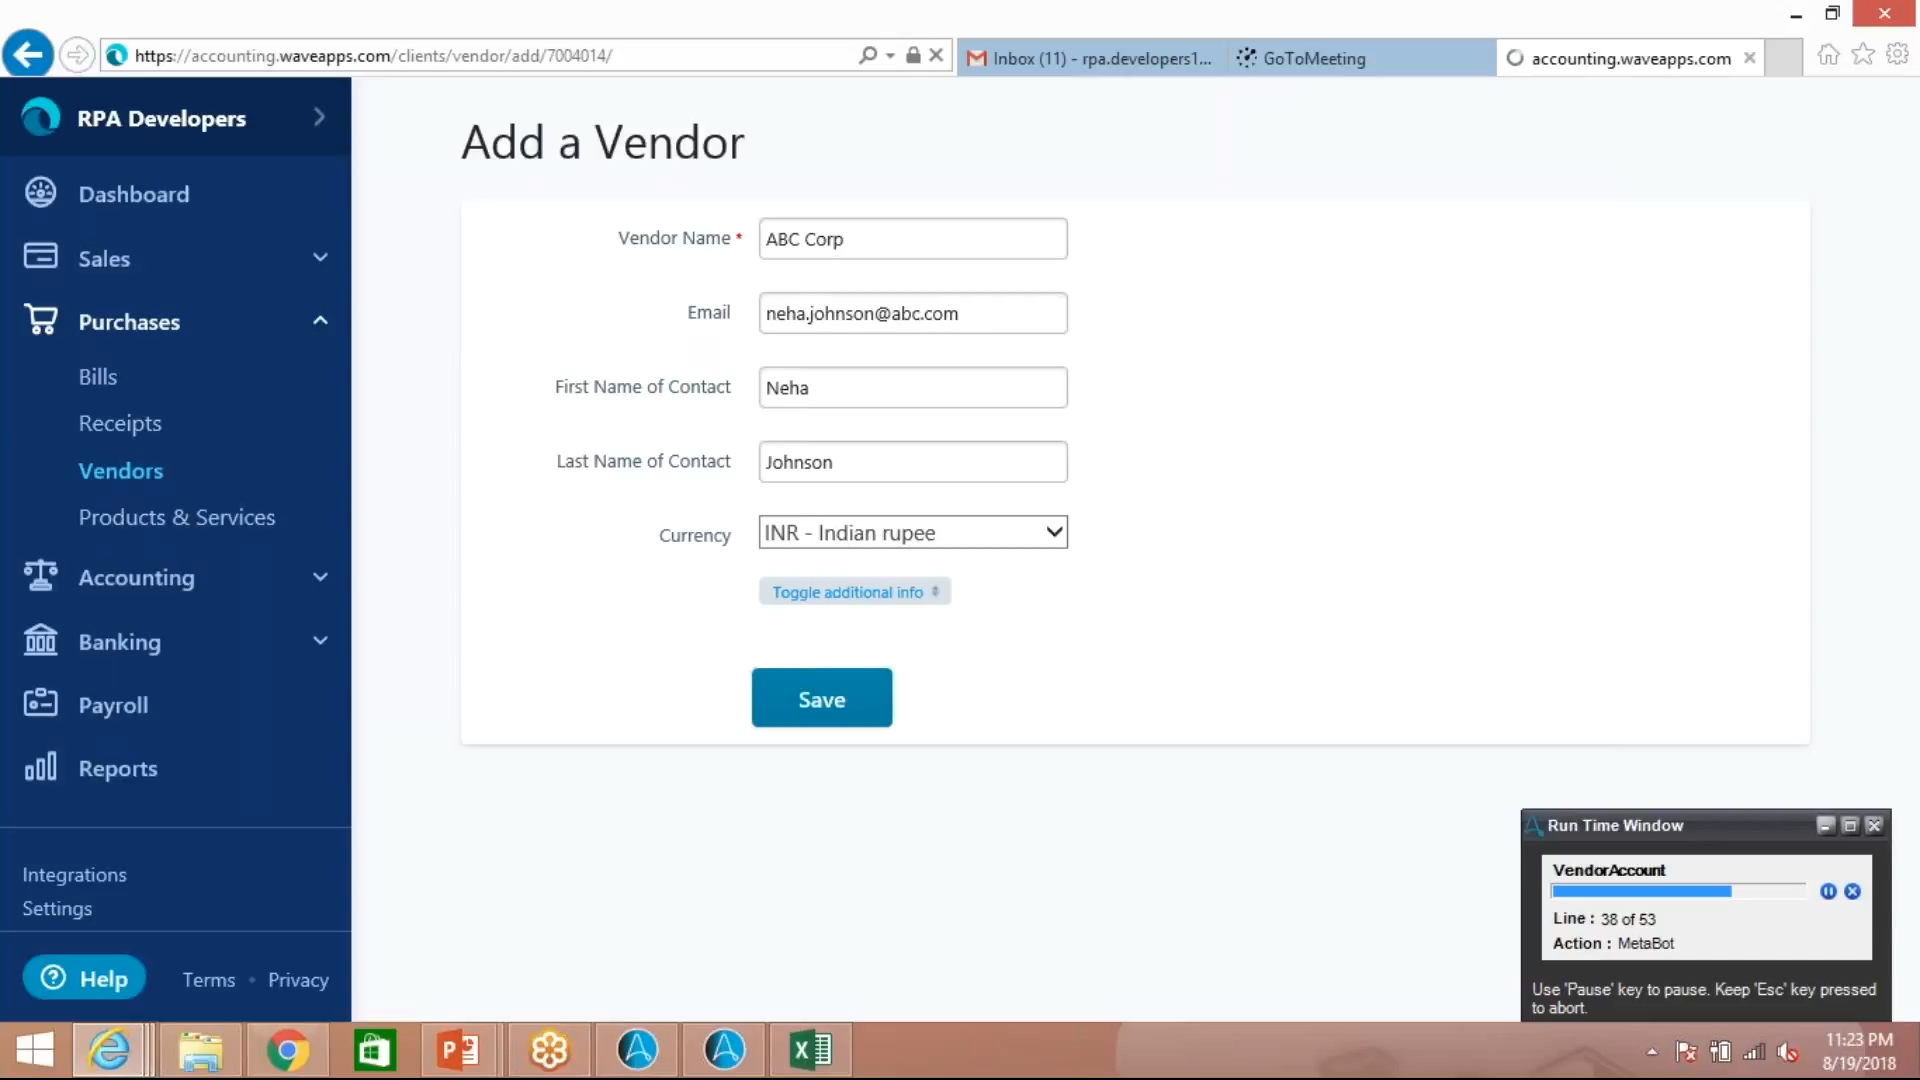 https://accounting.waveapps.com/clients/vendor/add/7004014/
Inbox (11) - rpa.developers1...
GoToMeeting
accounting.waveapps.com
RPA Developers
Dashboard
Sales
Purchases
Bills
Receipts
Vendors
Products & Services
Accounting
Banking
Payroll
Reports
Integrations
Settings
Help
Terms
Privacy
Add a Vendor
Vendor Name * ABC Corp
Email neha.johnson@abc.com
First Name of Contact Neha
Last Name of Contact Johnson
Currency INR - Indian rupee
Toggle additional info
Save
Run Time Window
VendorAccount
Line : 38 of 53
Action : MetaBot
Use 'Pause' key to pause. Keep 'Esc' key pressed
to abort.
11:23 PM
8/19/2018